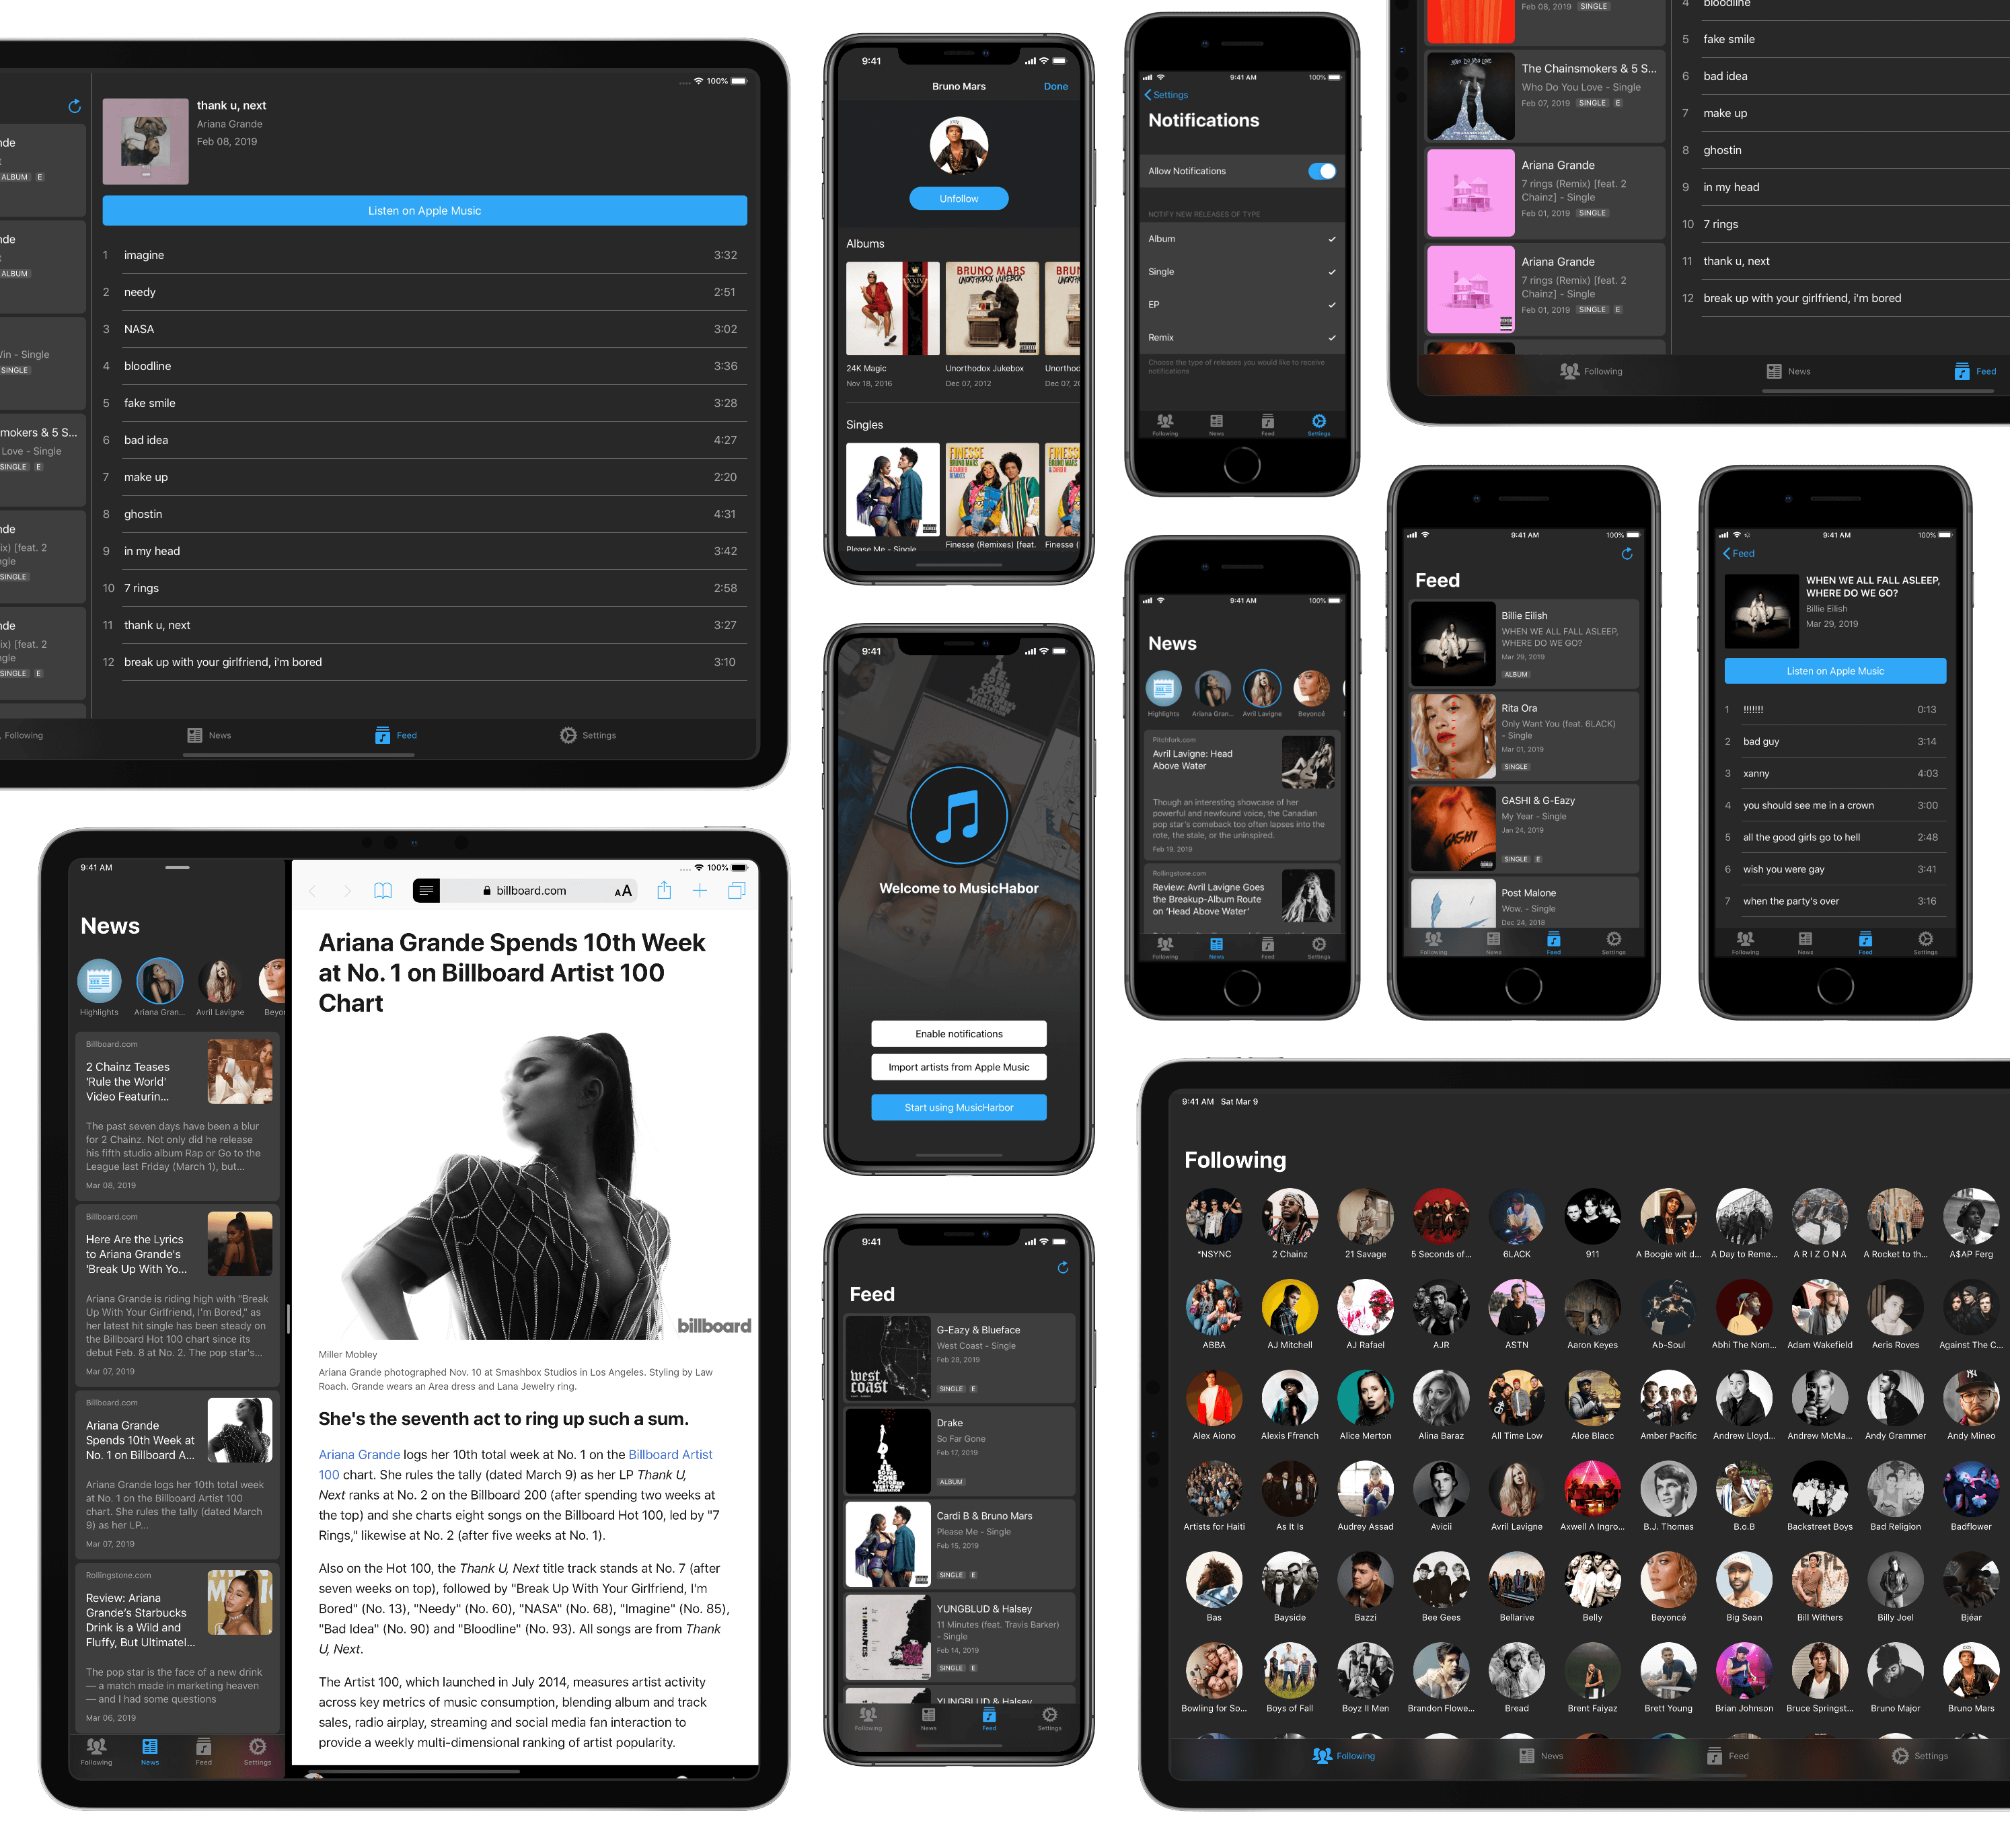 100%
thank u, next
Ariana Grande
Feb 08, 2019
ALBUM E
Listen on Apple Music
1 imagine 3:32
ALBUM
2 needy 2:51
3 NASA 3:02
- Single
SINGLE
4 bloodline 3:36
5 fake smile 3:28
& 5 S...
Love - Single
SINGLE E
6 bad idea 4:27
7 make up 2:20
8 ghostin 4:31
[feat. 2
SINGLE
9 in my head 3:42
10 7 rings 2:58
11 thank u, next 3:27
[feat. 2
SINGLE E
12 break up with your girlfriend, i'm bored 3:10
Following News Feed Settings
9:41
Bruno Mars Done
Unfollow
Albums
BRUNO MARS
UNORTHODOX JUKEBOX
24K Magic
Nov 18, 2016
Unorthodox Jukebox
Dec 07, 2012
Singles
FINESSE
BRUNO MARS
& CARDI B
REMIXES
Please Me - Single
Finesse (Remixes) [feat.
9:41 AM 100%
Settings
Notifications
Allow Notifications
NOTIFY NEW RELEASES OF TYPE
Album
Single
EP
Remix
Choose the type of releases you would like to receive
notifications
Following News Feed Settings
Feb 08, 2019 SINGLE
The Chainsmokers & 5 S...
Who Do You Love - Single
Feb 07, 2019 SINGLE E
Ariana Grande
7 rings (Remix) [feat. 2
Chainz] - Single
Feb 01, 2019 SINGLE
Ariana Grande
7 rings (Remix) [feat. 2
Chainz] - Single
Feb 01, 2019 SINGLE E
4 bloodline
5 fake smile
6 bad idea
7 make up
8 ghostin
9 in my head
10 7 rings
11 thank u, next
12 break up with your girlfriend, i'm bored
Following News Feed
9:41
Welcome to MusicHabor
Enable notifications
Import artists from Apple Music
Start using MusicHarbor
9:41 AM 100%
News
Highlights Ariana Gran... Avril Lavigne Beyoncé
Pitchfork.com
Avril Lavigne: Head
Above Water
Though an interesting showcase of her
powerful and newfound voice, the Canadian
pop star's comeback too often lapses into the
rote, the stale, or the uninspired.
Feb 19, 2019
Rollingstone.com
Review: Avril Lavigne Goes
the Breakup-Album Route
on 'Head Above Water'
Following News Feed Settings
9:41 AM 100%
Feed
Billie Eilish
WHEN WE ALL FALL ASLEEP,
WHERE DO WE GO?
Mar 29, 2019
ALBUM
Rita Ora
Only Want You (feat. 6LACK)
- Single
Mar 01, 2019
SINGLE
GASHI & G-Eazy
My Year - Single
Jan 24, 2019
SINGLE E
GASHI
Post Malone
Wow. - Single
Dec 24, 2018
Following News Feed Settings
9:41 AM 100%
Feed
WHEN WE ALL FALL ASLEEP,
WHERE DO WE GO?
Billie Eilish
Mar 29, 2019
Listen on Apple Music
1 !!!!!!! 0:13
2 bad guy 3:14
3 xanny 4:03
4 you should see me in a crown 3:00
5 all the good girls go to hell 2:48
6 wish you were gay 3:41
7 when the party's over 3:16
Following News Feed Settings
9:41 AM
News
Highlights Ariana Gran... Avril Lavigne
Billboard.com
2 Chainz Teases
'Rule the World'
Video Featurin...
The past seven days have been a blur
for 2 Chainz. Not only did he release
his fifth studio album Rap or Go to the
League last Friday (March 1), but...
Mar 08, 2019
Billboard.com
Here Are the Lyrics
to Ariana Grande's
'Break Up With Yo...
Ariana Grande is riding high with "Break
Up With Your Girlfriend, I'm Bored," as
her latest hit single has been steady on
the Billboard Hot 100 chart since its
debut Feb. 8 at No. 2. The pop star's...
Mar 07, 2019
Billboard.com
Ariana Grande
Spends 10th Week at
No. 1 on Billboard A...
Ariana Grande logs her 10th total week
at No. 1 on the Billboard Artist 100
chart. She rules the tally (dated March
9) as her LP...
Mar 07, 2019
Rollingstone.com
Review: Ariana
Grande's Starbucks
Drink is a Wild and
Fluffy, But Ultimatel...
The pop star is the face of a new drink
— a match made in marketing heaven
— and I had some questions
Mar 06, 2019
Following News Feed Settings
100%
billboard.com AA
Ariana Grande Spends 10th Week
at No. 1 on Billboard Artist 100
Chart
billboard
Miller Mobley
Ariana Grande photographed Nov. 10 at Smashbox Studios in Los Angeles. Styling by Law
Roach. Grande wears an Area dress and Lana Jewelry ring.
She's the seventh act to ring up such a sum.
Ariana Grande logs her 10th total week at No. 1 on the Billboard Artist
100 chart. She rules the tally (dated March 9) as her LP Thank U,
Next ranks at No. 2 on the Billboard 200 (after spending two weeks at
the top) and she charts eight songs on the Billboard Hot 100, led by "7
Rings," likewise at No. 2 (after five weeks at No. 1).
Also on the Hot 100, the Thank U, Next title track stands at No. 7 (after
seven weeks on top), followed by "Break Up With Your Girlfriend, I'm
Bored" (No. 13), "Needy" (No. 60), "NASA" (No. 68), "Imagine" (No. 85),
"Bad Idea" (No. 90) and "Bloodline" (No. 93). All songs are from Thank
U, Next.
The Artist 100, which launched in July 2014, measures artist activity
across key metrics of music consumption, blending album and track
sales, radio airplay, streaming and social media fan interaction to
provide a weekly multi-dimensional ranking of artist popularity.
9:41
Feed
west
coast
G-Eazy & Blueface
West Coast - Single
Feb 28, 2019
SINGLE E
Drake
So Far Gone
Feb 17, 2019
ALBUM
Cardi B & Bruno Mars
Please Me - Single
Feb 15, 2019
SINGLE E
YUNGBLUD & Halsey
11 Minutes (feat. Travis Barker)
- Single
Feb 14, 2019
SINGLE E
YUNGBLUD & Halsey
Following News Feed Settings
9:41 AM Sat Mar 9
Following
*NSYNC 2 Chainz 21 Savage 5 Seconds of... 6LACK 911 A Boogie wit d... A Day to Reme... A R I Z O N A A Rocket to th... A$AP Ferg
ABBA AJ Mitchell AJ Rafael AJR ASTN Aaron Keyes Ab-Soul Abhi The Nom... Adam Wakefield Aeris Roves Against The C...
Alex Aiono Alexis Ffrench Alice Merton Alina Baraz All Time Low Aloe Blacc Amber Pacific Andrew Lloyd... Andrew McMa... Andy Grammer Andy Mineo
Artists for Haiti As It Is Audrey Assad Avicii Avril Lavigne Axwell Λ Ingro... B.J. Thomas B.o.B Backstreet Boys Bad Religion Badflower
Bas Bayside Bazzi Bee Gees Bellarive Belly Beyoncé Big Sean Bill Withers Billy Joel Bjéar
Bowling for So... Boys of Fall Boyz II Men Brandon Flowe... Bread Brent Faiyaz Brett Young Brian Johnson Bruce Springst... Bruno Major Bruno Mars
Following News Feed Settings